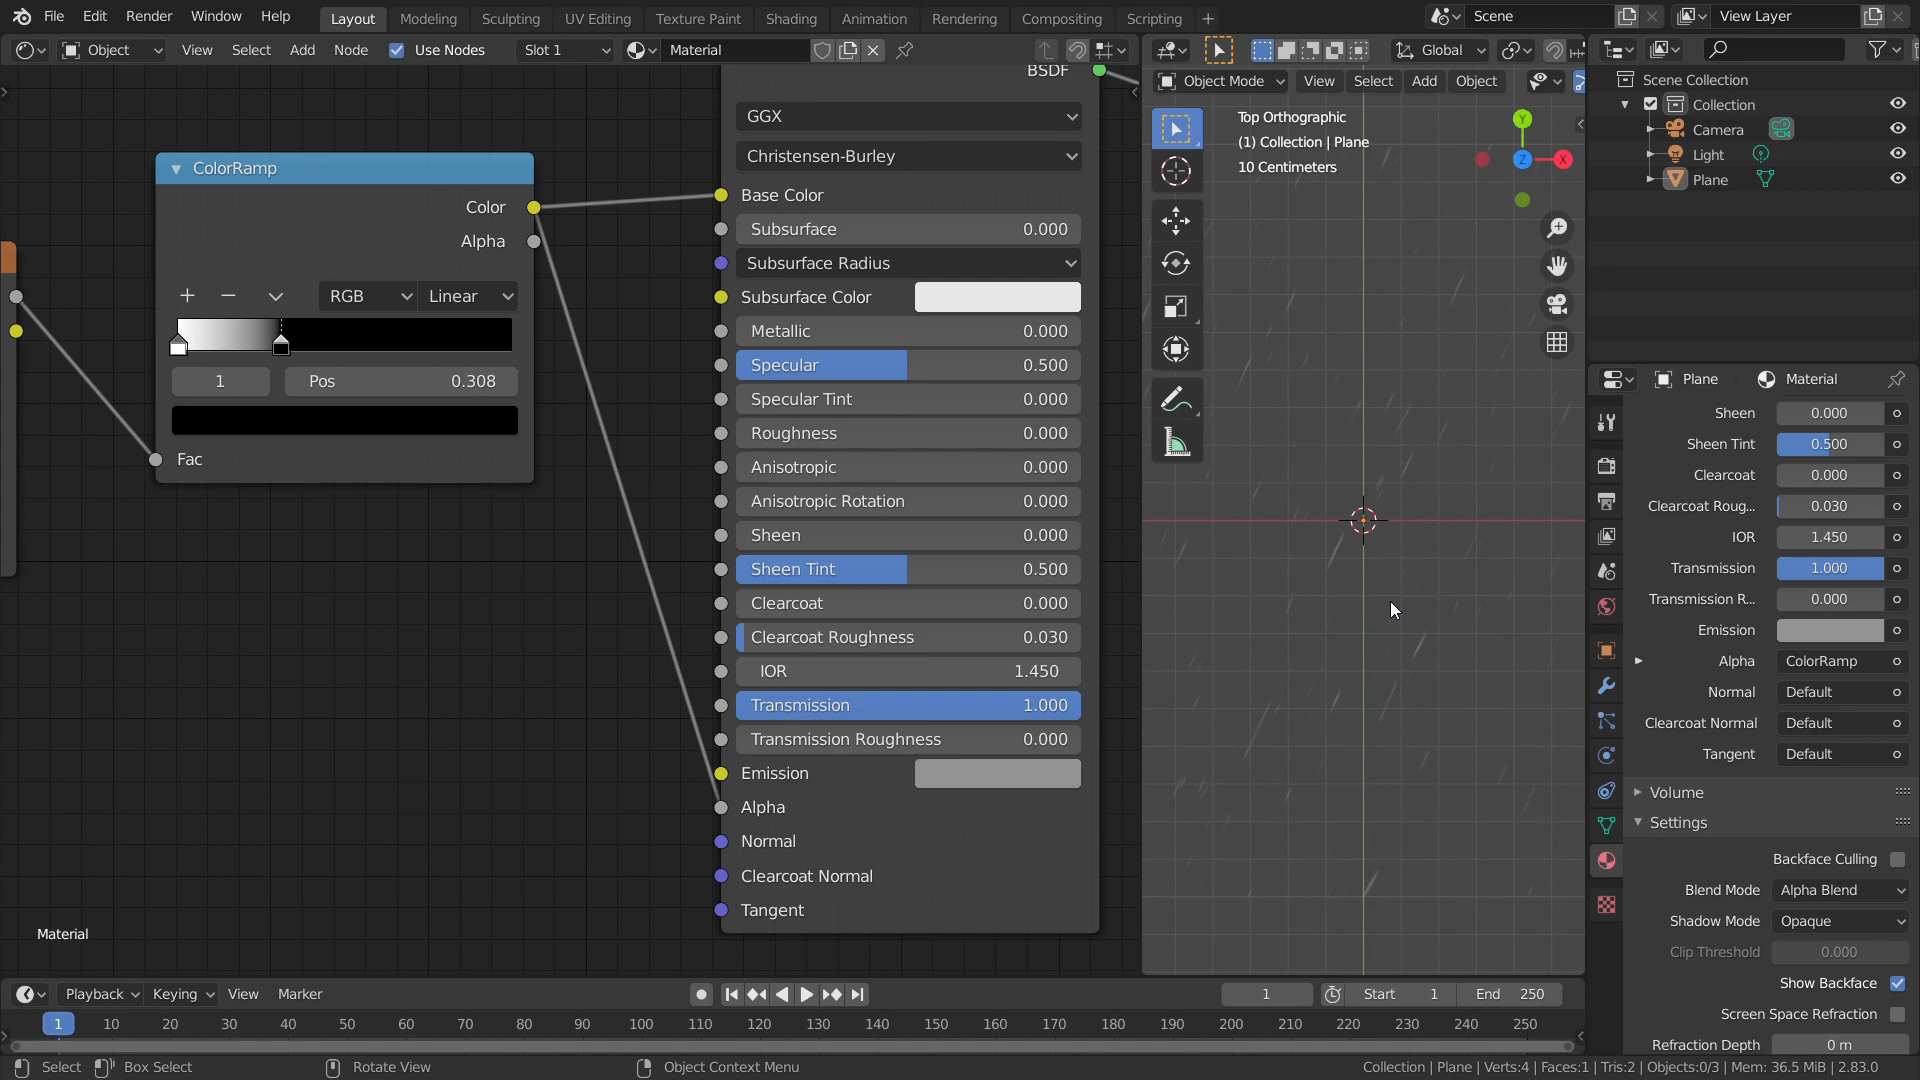 File Edit Render Window Help Layout Modeling Sculpting UV Editing Texture Paint Shading Animation Rendering Compositing Scripting + Scene View Layer
Object View Select Add Node Use Nodes Slot 1 Material Global
Object Mode View Select Add Object
BSDF
GGX
Christensen-Burley
ColorRamp
Color
Alpha
RGB Linear
1 Pos 0.308
Fac
Base Color
Subsurface 0.000
Subsurface Radius
Subsurface Color
Metallic 0.000
Specular 0.500
Specular Tint 0.000
Roughness 0.000
Anisotropic 0.000
Anisotropic Rotation 0.000
Sheen 0.000
Sheen Tint 0.500
Clearcoat 0.000
Clearcoat Roughness 0.030
IOR 1.450
Transmission 1.000
Transmission Roughness 0.000
Emission
Alpha
Normal
Clearcoat Normal
Tangent
Material
Top Orthographic
(1) Collection | Plane
10 Centimeters
Y
Z
X
Scene Collection
Collection
Camera
Light
Plane
Plane Material
Sheen 0.000
Sheen Tint 0.500
Clearcoat 0.000
Clearcoat Roug... 0.030
IOR 1.450
Transmission 1.000
Transmission R... 0.000
Emission
Alpha ColorRamp
Normal Default
Clearcoat Normal Default
Tangent Default
Volume
Settings
Backface Culling
Blend Mode Alpha Blend
Shadow Mode Opaque
Clip Threshold 0.000
Show Backface
Screen Space Refraction
Refraction Depth 0 m
Playback Keying View Marker 1 Start 1 End 250
1 10 20 30 40 50 60 70 80 90 100 110 120 130 140 150 160 170 180 190 200 210 220 230 240 250
Select Box Select Rotate View Object Context Menu Collection | Plane | Verts:4 | Faces:1 | Tris:2 | Objects:0/3 | Mem: 36.5 MiB | 2.83.0